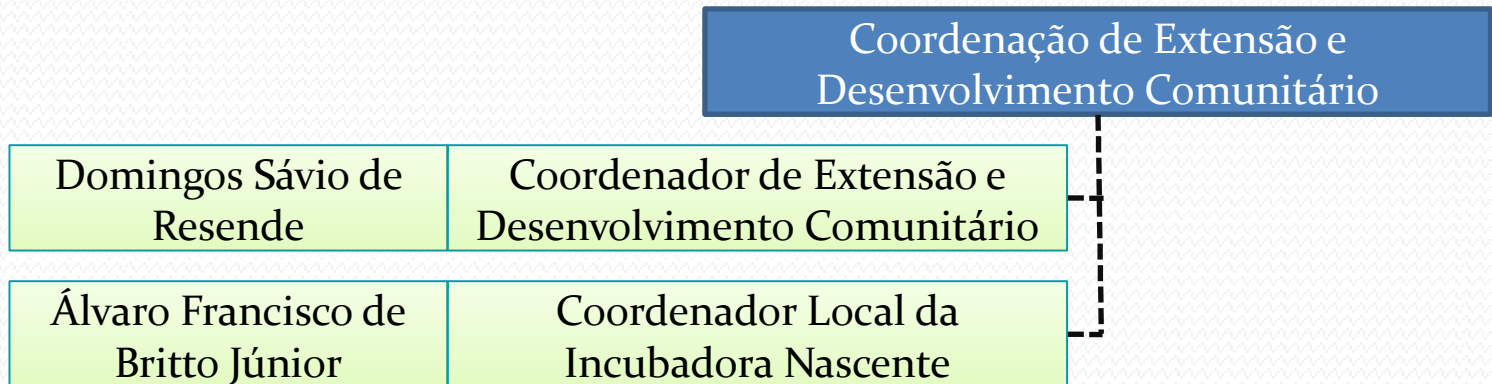 Coordenação de Extensão e
Desenvolvimento Comunitário
Domingos Sávio de
Resende
Coordenador de Extensão e
Desenvolvimento Comunitário
Álvaro Francisco de
Britto Júnior
Coordenador Local da
Incubadora Nascente